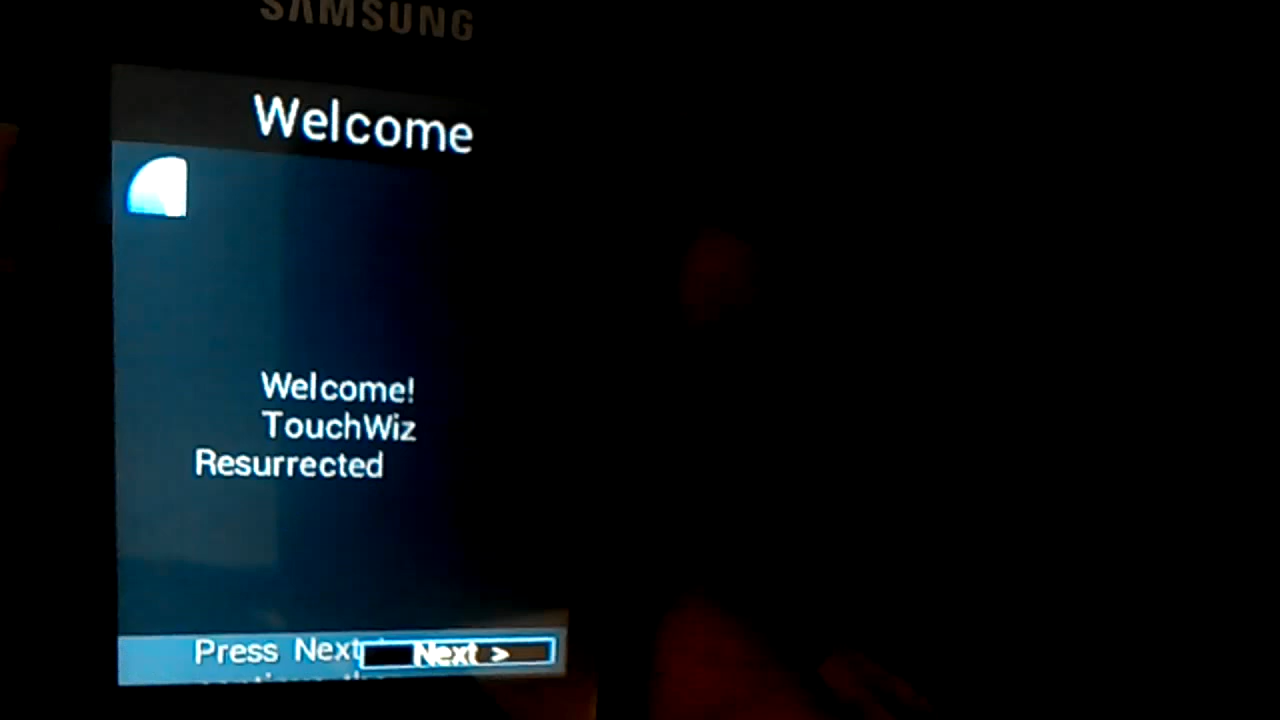 SAMSUNG
Welcome
Welcome!
TouchWiz
Resurrected
Press Next
Next >